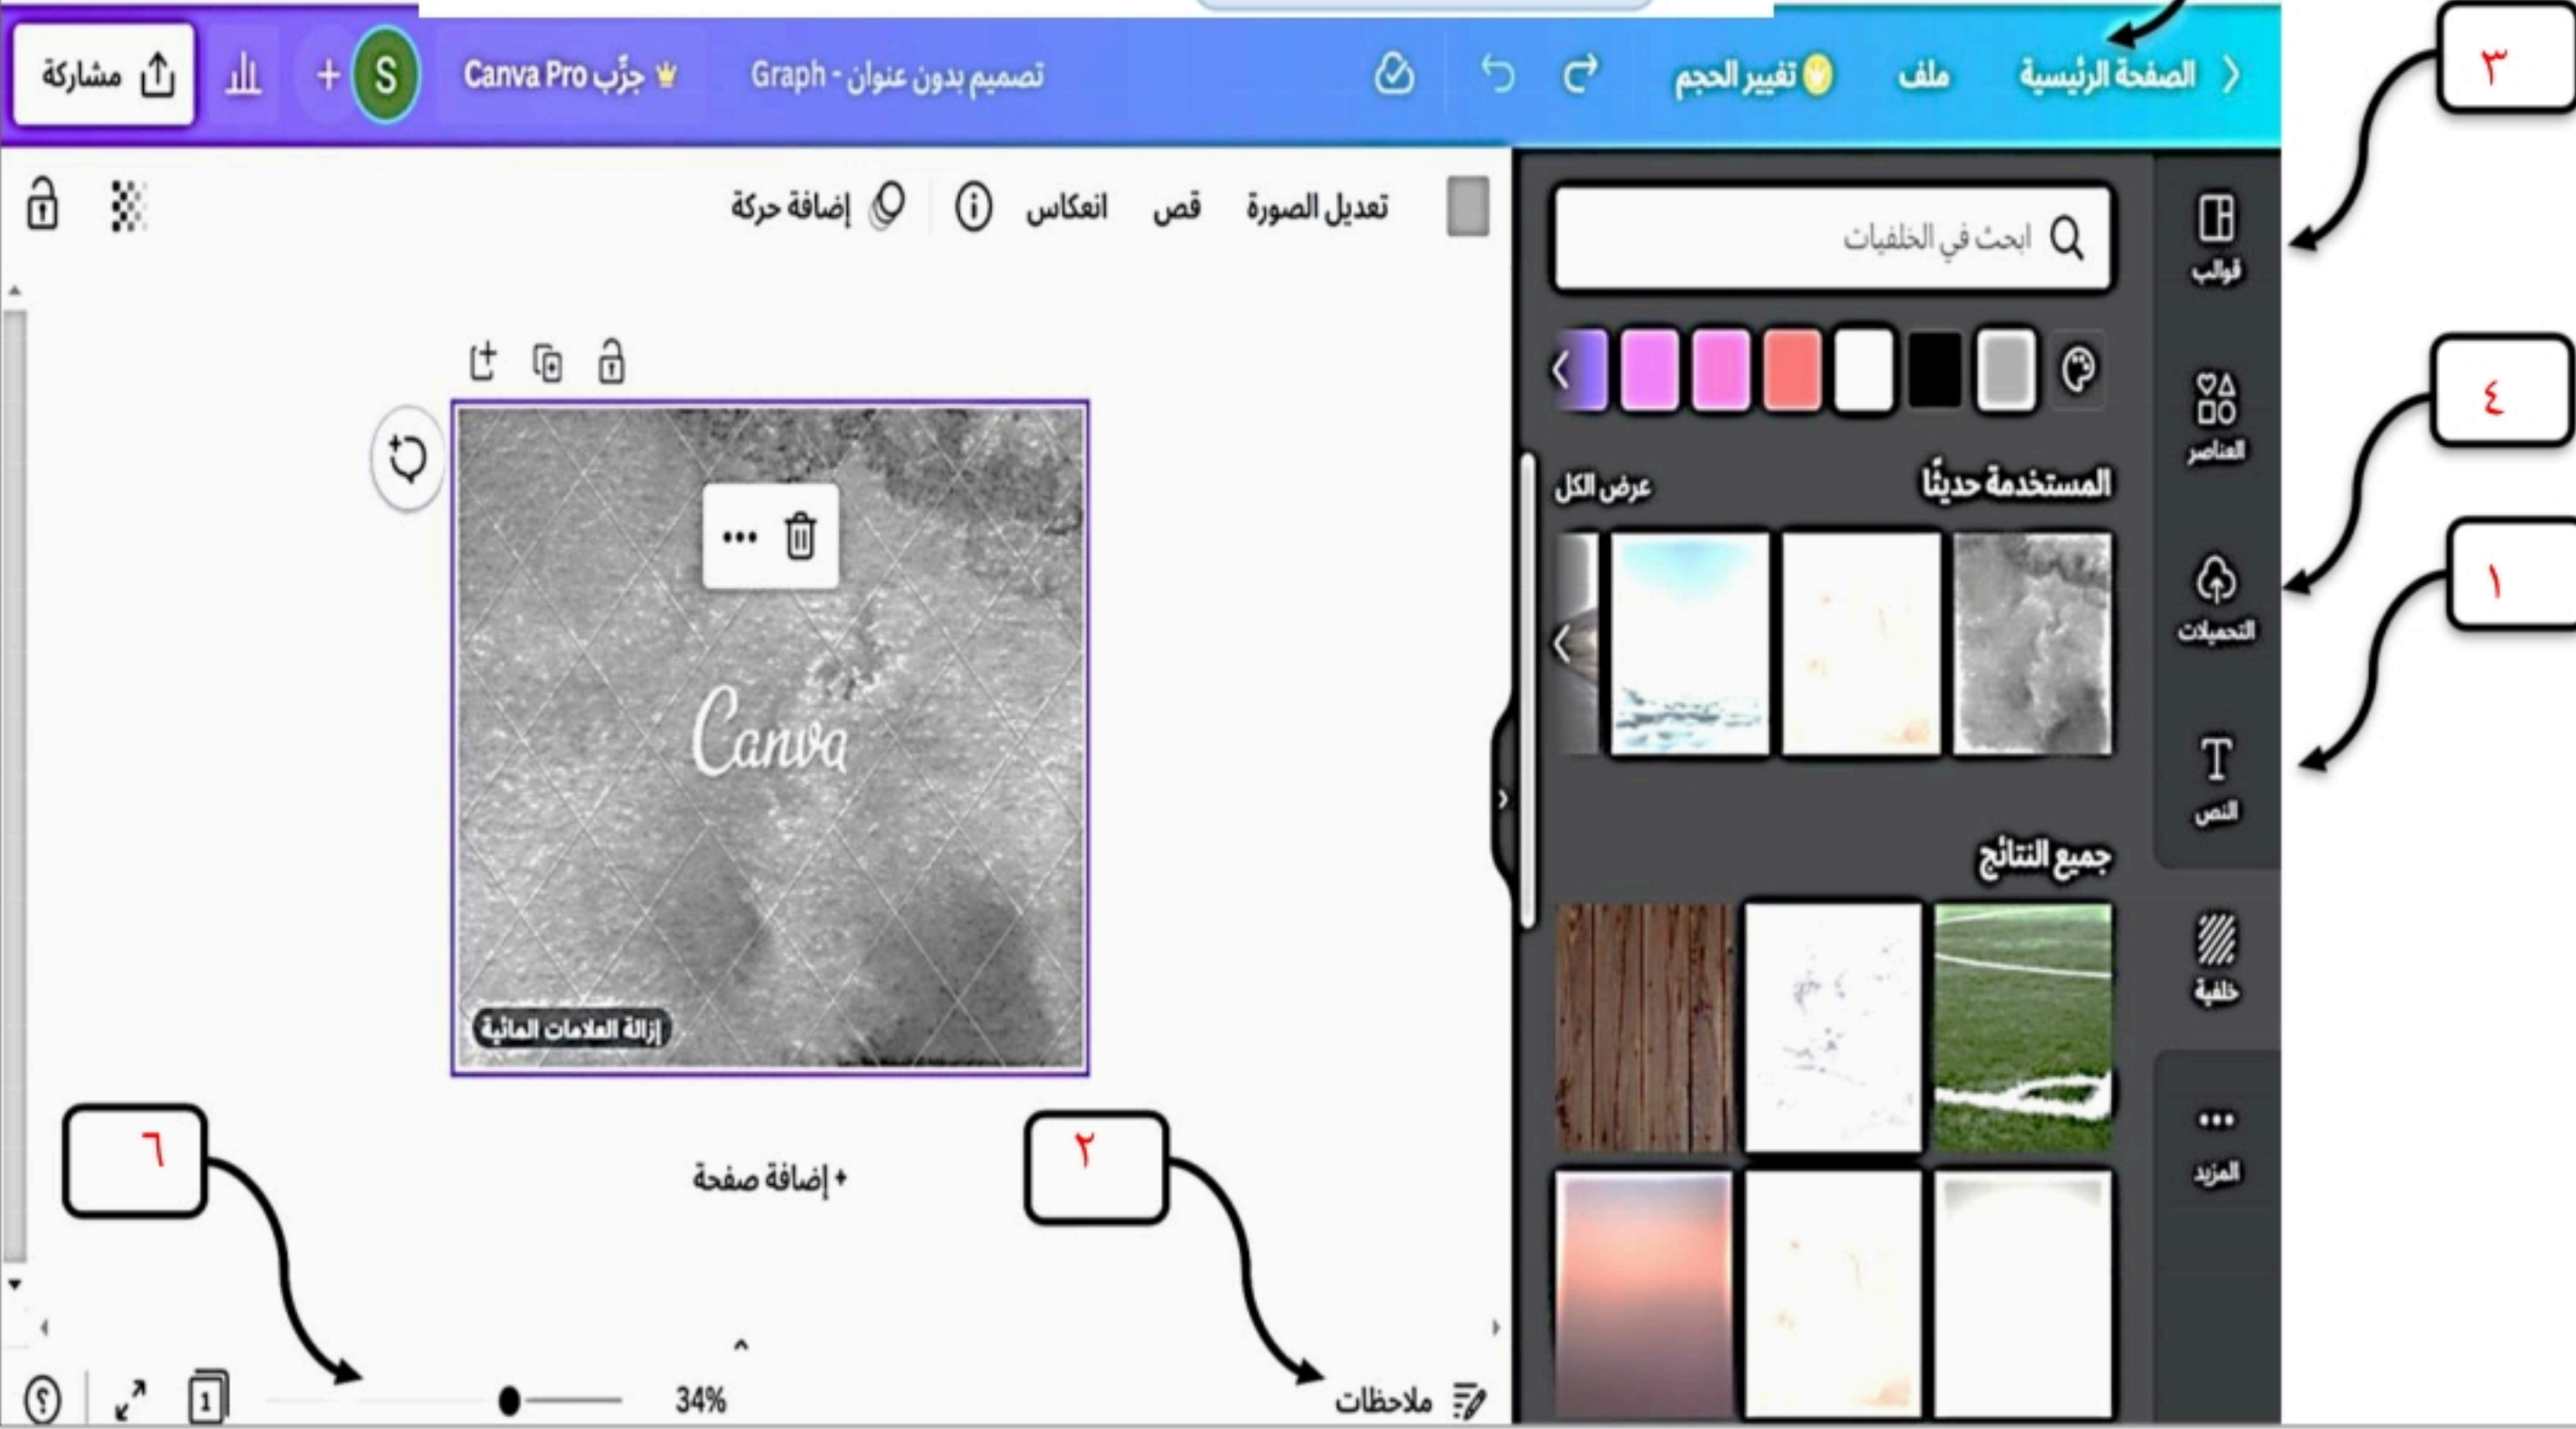 الصفحة الرئيسية
ملف
تغيير الحجم
تصميم بدون عنوان - Graph
جرِّب Canva Pro
S
مشاركة
٣
تعديل الصورة
قص
انعكاس
إضافة حركة
ابحث في الخلفيات
قوالب
العناصر
٤
المستخدمة حديثًا
عرض الكل
التحميلات
١
النص
Canva
جميع النتائج
خلفية
إزالة العلامات المائية
المزيد
٢
+ إضافة صفحة
٦
ملاحظات
34%
1
؟